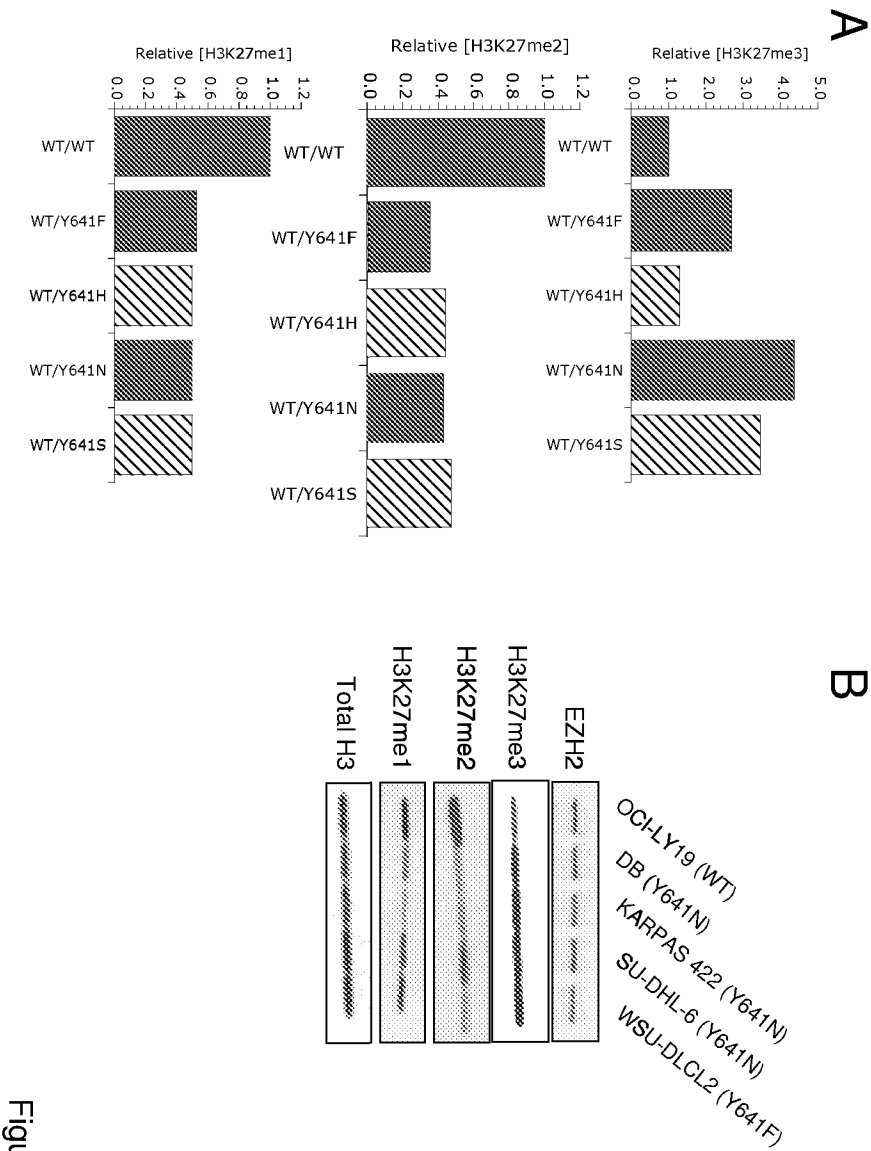 A
Relative [H3K27me3]
0.0 1.0 2.0 3.0 4.0 5.0
WT/WT
WT/Y641F
WT/Y641H
WT/Y641N
WT/Y641S
Relative [H3K27me2]
0.0 0.2 0.4 0.6 0.8 1.0 1.2
WT/WT
WT/Y641F
WT/Y641H
WT/Y641N
WT/Y641S
Relative [H3K27me1]
0.0 0.2 0.4 0.6 0.8 1.0 1.2
WT/WT
WT/Y641F
WT/Y641H
WT/Y641N
WT/Y641S
B
OCI-LY19 (WT)
DB (Y641N)
KARPAS 422 (Y641N)
SU-DHL-6 (Y641N)
WSU-DLCL2 (Y641F)
EZH2
H3K27me3
H3K27me2
H3K27me1
Total H3